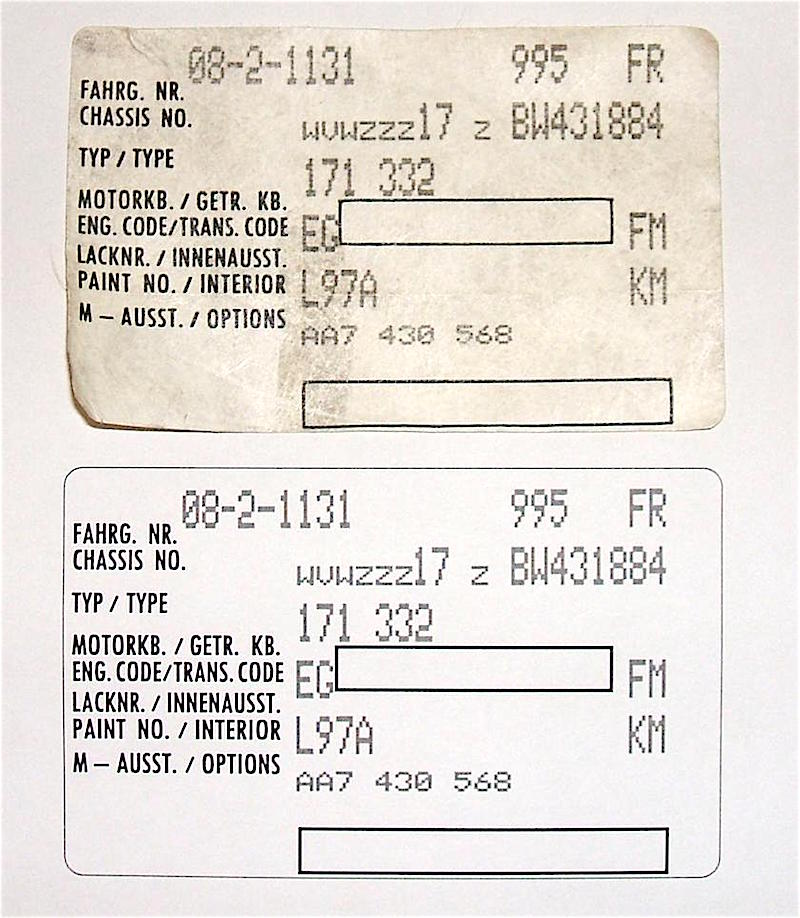 08-2-1131 995 FR
FAHRG. NR.
CHASSIS NO. wvwzzz17 z BW431884
TYP / TYPE 171 332
MOTORKB. / GETR. KB.
ENG. CODE/TRANS. CODE EG FM
LACKNR. / INNENAUSST.
PAINT NO. / INTERIOR L97A KM
M – AUSST. / OPTIONS AA7 430 568
08-2-1131 995 FR
FAHRG. NR.
CHASSIS NO. wvwzzz17 z BW431884
TYP / TYPE 171 332
MOTORKB. / GETR. KB.
ENG. CODE/TRANS. CODE EG FM
LACKNR. / INNENAUSST.
PAINT NO. / INTERIOR L97A KM
M – AUSST. / OPTIONS AA7 430 568